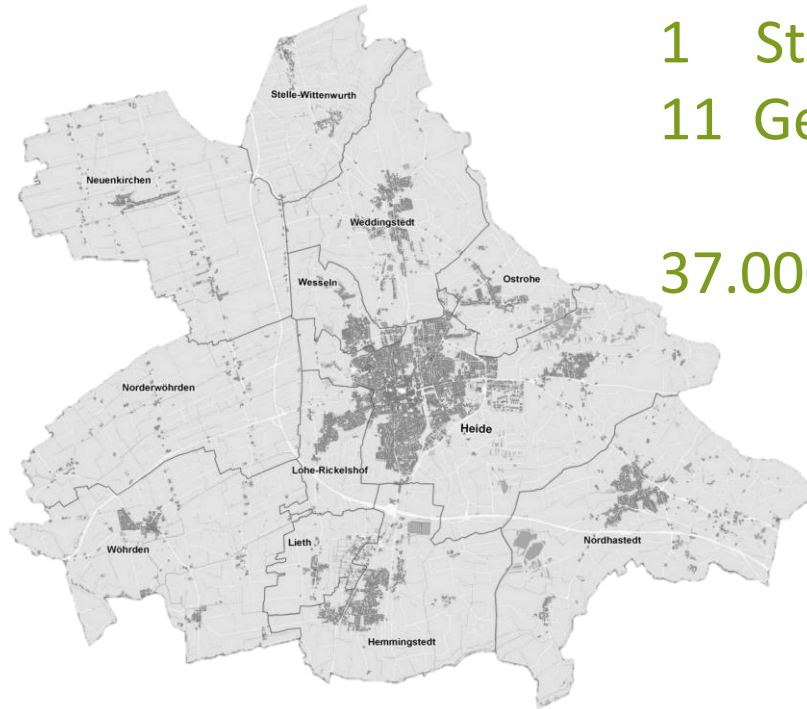 1 St
11 Ge
37.000
Stelle-Wittenwurth
Neuenkirchen
Weddingstedt
Ostrohe
Wesseln
Norderwöhrden
Heide
Lohe-Rickelshof
Wöhrden
Lieth
Nordhastedt
Hemmingstedt